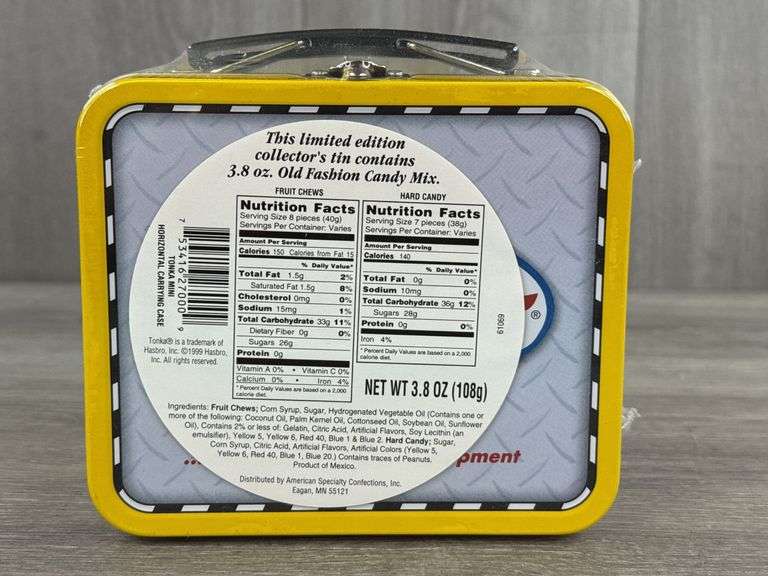 This limited edition
collector's tin contains
3.8 oz. Old Fashion Candy Mix.
FRUIT CHEWS
Nutrition Facts
Serving Size 8 pieces (40g)
Servings Per Container: Varies
Amount Per Serving
Calories 150 Calories from Fat 15
% Daily Value*
Total Fat 1.5g 2%
Saturated Fat 1.5g 8%
Cholesterol 0mg 0%
Sodium 15mg 1%
Total Carbohydrate 33g 11%
Dietary Fiber 0g 0%
Sugars 26g
Protein 0g
Vitamin A 0% • Vitamin C 0%
Calcium 0% • Iron 4%
* Percent Daily Values are based on a 2,000
calorie diet.
HARD CANDY
Nutrition Facts
Serving Size 7 pieces (38g)
Servings Per Container: Varies
Amount Per Serving
Calories 140
% Daily Value*
Total Fat 0g 0%
Sodium 10mg 0%
Total Carbohydrate 36g 12%
Sugars 28g
Protein 0g 0%
Iron 4%
* Percent Daily Values are based on a 2,000
calorie diet.
NET WT 3.8 OZ (108g)
7 53416 27000 9
TONKA MINI
HORIZONTAL CARRYING CASE
Tonka® is a trademark of
Hasbro, Inc. ©1999 Hasbro,
Inc. All rights reserved.
69019
®
Ingredients: Fruit Chews; Corn Syrup, Sugar, Hydrogenated Vegetable Oil (Contains one or
more of the following: Coconut Oil, Palm Kernel Oil, Cottonseed Oil, Soybean Oil, Sunflower
Oil), Contains 2% or less of: Gelatin, Citric Acid, Artificial Flavors, Soy Lecithin (an
emulsifier), Yellow 5, Yellow 6, Red 40, Blue 1 & Blue 2. Hard Candy; Sugar,
Corn Syrup, Citric Acid, Artificial Flavors, Artificial Colors (Yellow 5,
Yellow 6, Red 40, Blue 1, Blue 20.) Contains traces of Peanuts.
Product of Mexico.
Distributed by American Specialty Confections, Inc.
Eagan, MN 55121
...
pment